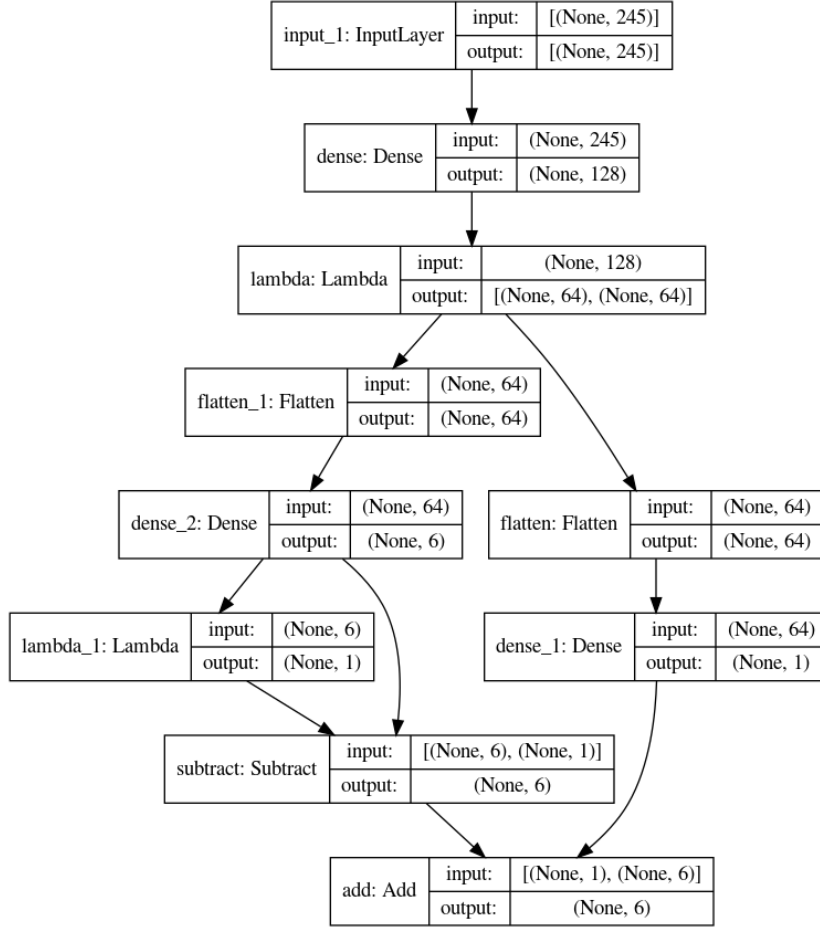 input_1: InputLayer
input: [(None, 245)]
output: [(None, 245)]
dense: Dense
input: (None, 245)
output: (None, 128)
lambda: Lambda
input: (None, 128)
output: [(None, 64), (None, 64)]
flatten_1: Flatten
input: (None, 64)
output: (None, 64)
dense_2: Dense
input: (None, 64)
output: (None, 6)
flatten: Flatten
input: (None, 64)
output: (None, 64)
lambda_1: Lambda
input: (None, 6)
output: (None, 1)
dense_1: Dense
input: (None, 64)
output: (None, 1)
subtract: Subtract
input: [(None, 6), (None, 1)]
output: (None, 6)
add: Add
input: [(None, 1), (None, 6)]
output: (None, 6)